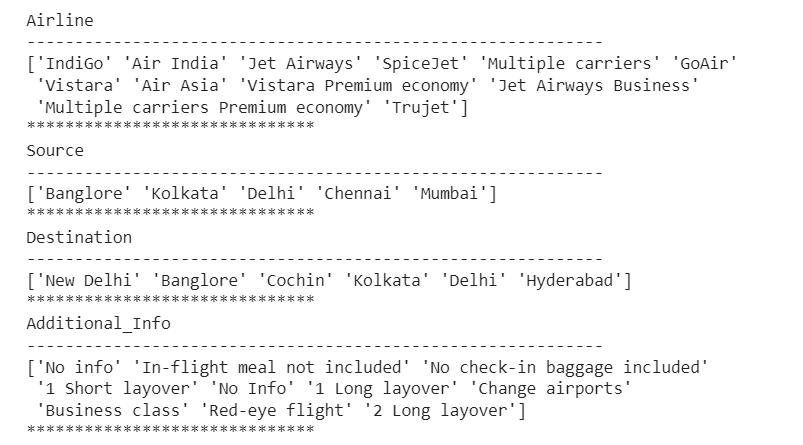 Airline
------------------------------------------------------------
['IndiGo' 'Air India' 'Jet Airways' 'SpiceJet' 'Multiple carriers' 'GoAir'
'Vistara' 'Air Asia' 'Vistara Premium economy' 'Jet Airways Business'
'Multiple carriers Premium economy' 'Trujet']
******************************
Source
------------------------------------------------------------
['Banglore' 'Kolkata' 'Delhi' 'Chennai' 'Mumbai']
******************************
Destination
------------------------------------------------------------
['New Delhi' 'Banglore' 'Cochin' 'Kolkata' 'Delhi' 'Hyderabad']
******************************
Additional_Info
------------------------------------------------------------
['No info' 'In-flight meal not included' 'No check-in baggage included'
'1 Short layover' 'No Info' '1 Long layover' 'Change airports'
'Business class' 'Red-eye flight' '2 Long layover']
******************************